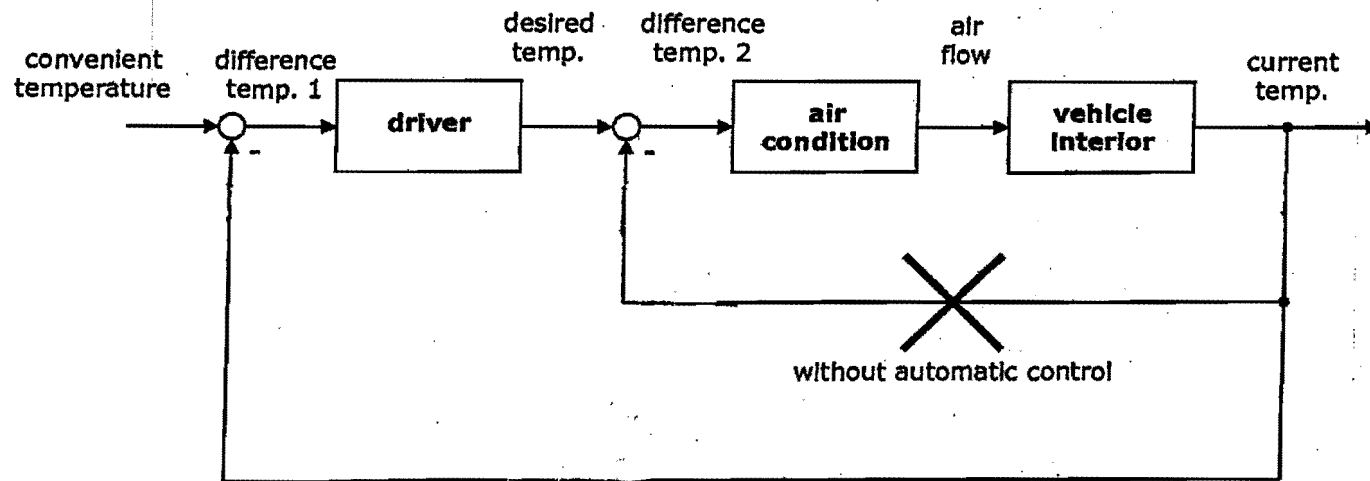 convenient
temperature
difference
temp. 1
driver
desired
temp.
difference
temp. 2
air
condition
air
flow
vehicle
interior
current
temp.
-
-
without automatic control